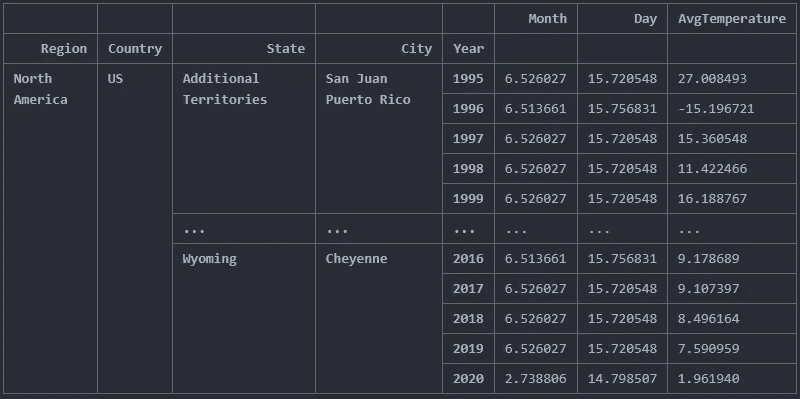 Month Day AvgTemperature
Region Country State City Year
North America US Additional Territories San Juan Puerto Rico 1995 6.526027 15.720548 27.008493
1996 6.513661 15.756831 -15.196721
1997 6.526027 15.720548 15.360548
1998 6.526027 15.720548 11.422466
1999 6.526027 15.720548 16.188767
... ... ... ... ... ...
Wyoming Cheyenne 2016 6.513661 15.756831 9.178689
2017 6.526027 15.720548 9.107397
2018 6.526027 15.720548 8.496164
2019 6.526027 15.720548 7.590959
2020 2.738806 14.798507 1.961940